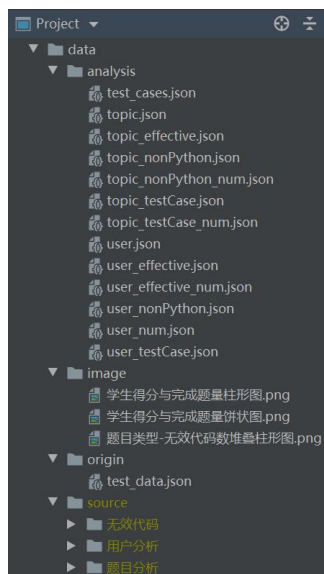 Project
data
analysis
test_cases.json
topic.json
topic_effective.json
topic_nonPython.json
topic_nonPython_num.json
topic_testCase.json
topic_testCase_num.json
user.json
user_effective.json
user_effective_num.json
user_nonPython.json
user_num.json
user_testCase.json
image
学生得分与完成题量柱形图.png
学生得分与完成题量饼状图.png
题目类型-无效代码数堆叠柱形图.png
origin
test_data.json
source
无效代码
用户分析
题目分析